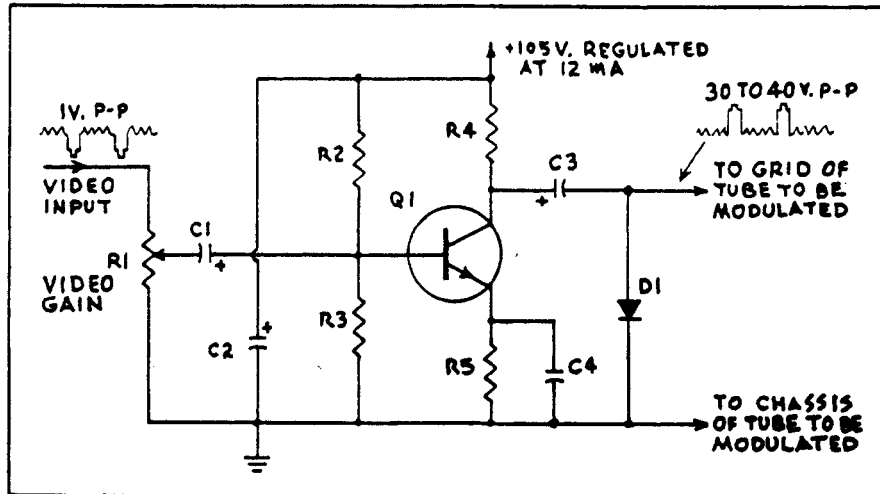 +105V. REGULATED
AT 12 MA
1V. P-P
30 TO 40 V. P-P
R4
R2
C3
VIDEO
INPUT
+
TO GRID OF
TUBE TO BE
MODULATED
Q1
C1
R1
+
VIDEO
GAIN
D1
R3
+
C2
R5
C4
TO CHASSIS
OF TUBE TO BE
MODULATED